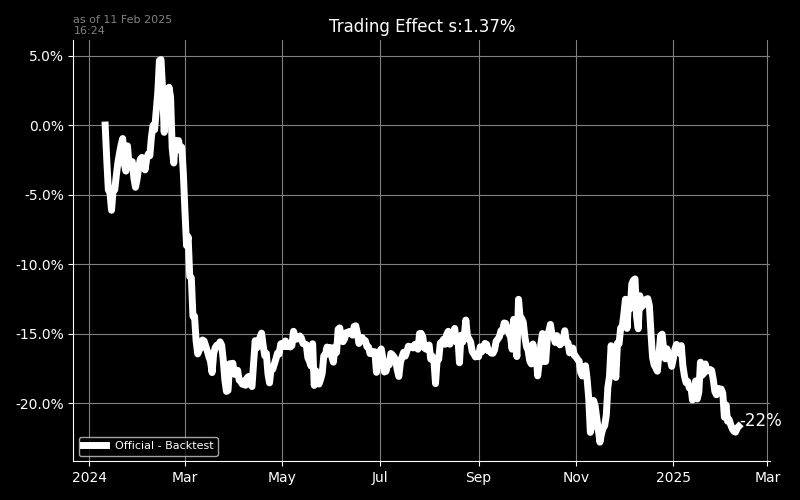 as of 11 Feb 2025
16:24
Trading Effect s:1.37%
5.0%
0.0%
-5.0%
-10.0%
-15.0%
-20.0%
-22%
Official - Backtest
2024 Mar May Jul Sep Nov 2025 Mar